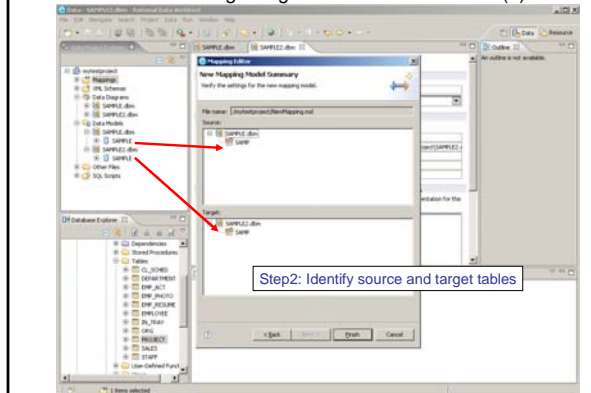 Data - SAMPLE2.dbm - Rational Data Architect
File Edit Navigate Search Project Data Run Window Help
Data
Resource
SAMPLE.dbm
SAMPLE2.dbm
Outline
An outline is not available.
mytestproject
Mappings
XML Schemas
Data Diagrams
SAMPLE.dbm
SAMPLE2.dbm
Data Models
SAMPLE.dbm
SAMPLE
SAMPLE2.dbm
SAMPLE
Other Files
SQL Scripts
Mapping Editor
New Mapping Model Summary
Verify the settings for the new mapping model.
File name: /mytestproject/NewMapping.msl
Source:
SAMPLE.dbm
SAMP
Target:
SAMPLE2.dbm
SAMP
Step2: Identify source and target tables
< Back
Next >
Finish
Cancel
Database Explorer
Dependencies
Stored Procedures
Tables
CL_SCHED
DEPARTMENT
EMP_ACT
EMP_PHOTO
EMP_RESUME
EMPLOYEE
IN_TRAY
ORG
PROJECT
SALES
STAFF
User-Defined Funct
1 items selected